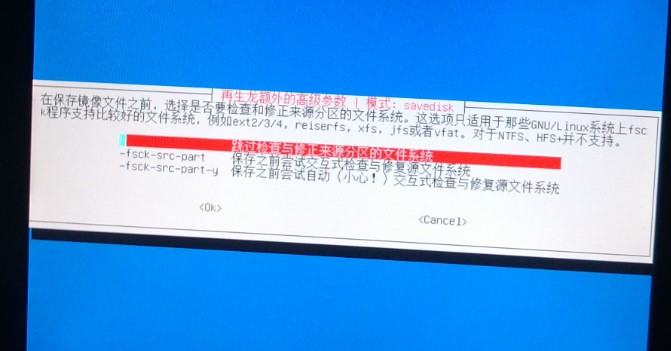 再生龙额外的高级参数 | 模式: savedisk
在保存镜像文件之前，选择是否要检查和修正来源分区的文件系统。这选项只适用于那些GNU/Linux系统上fsc
k程序支持比较好的文件系统，例如ext2/3/4, reiserfs, xfs, jfs或者vfat。对于NTFS、HFS+并不支持。
跳过检查与修正来源分区的文件系统
-fsck-src-part 保存之前尝试交互式检查与修复源文件系统
-fsck-src-part-y 保存之前尝试自动（小心！）交互式检查与修复源文件系统
<Ok> <Cancel>